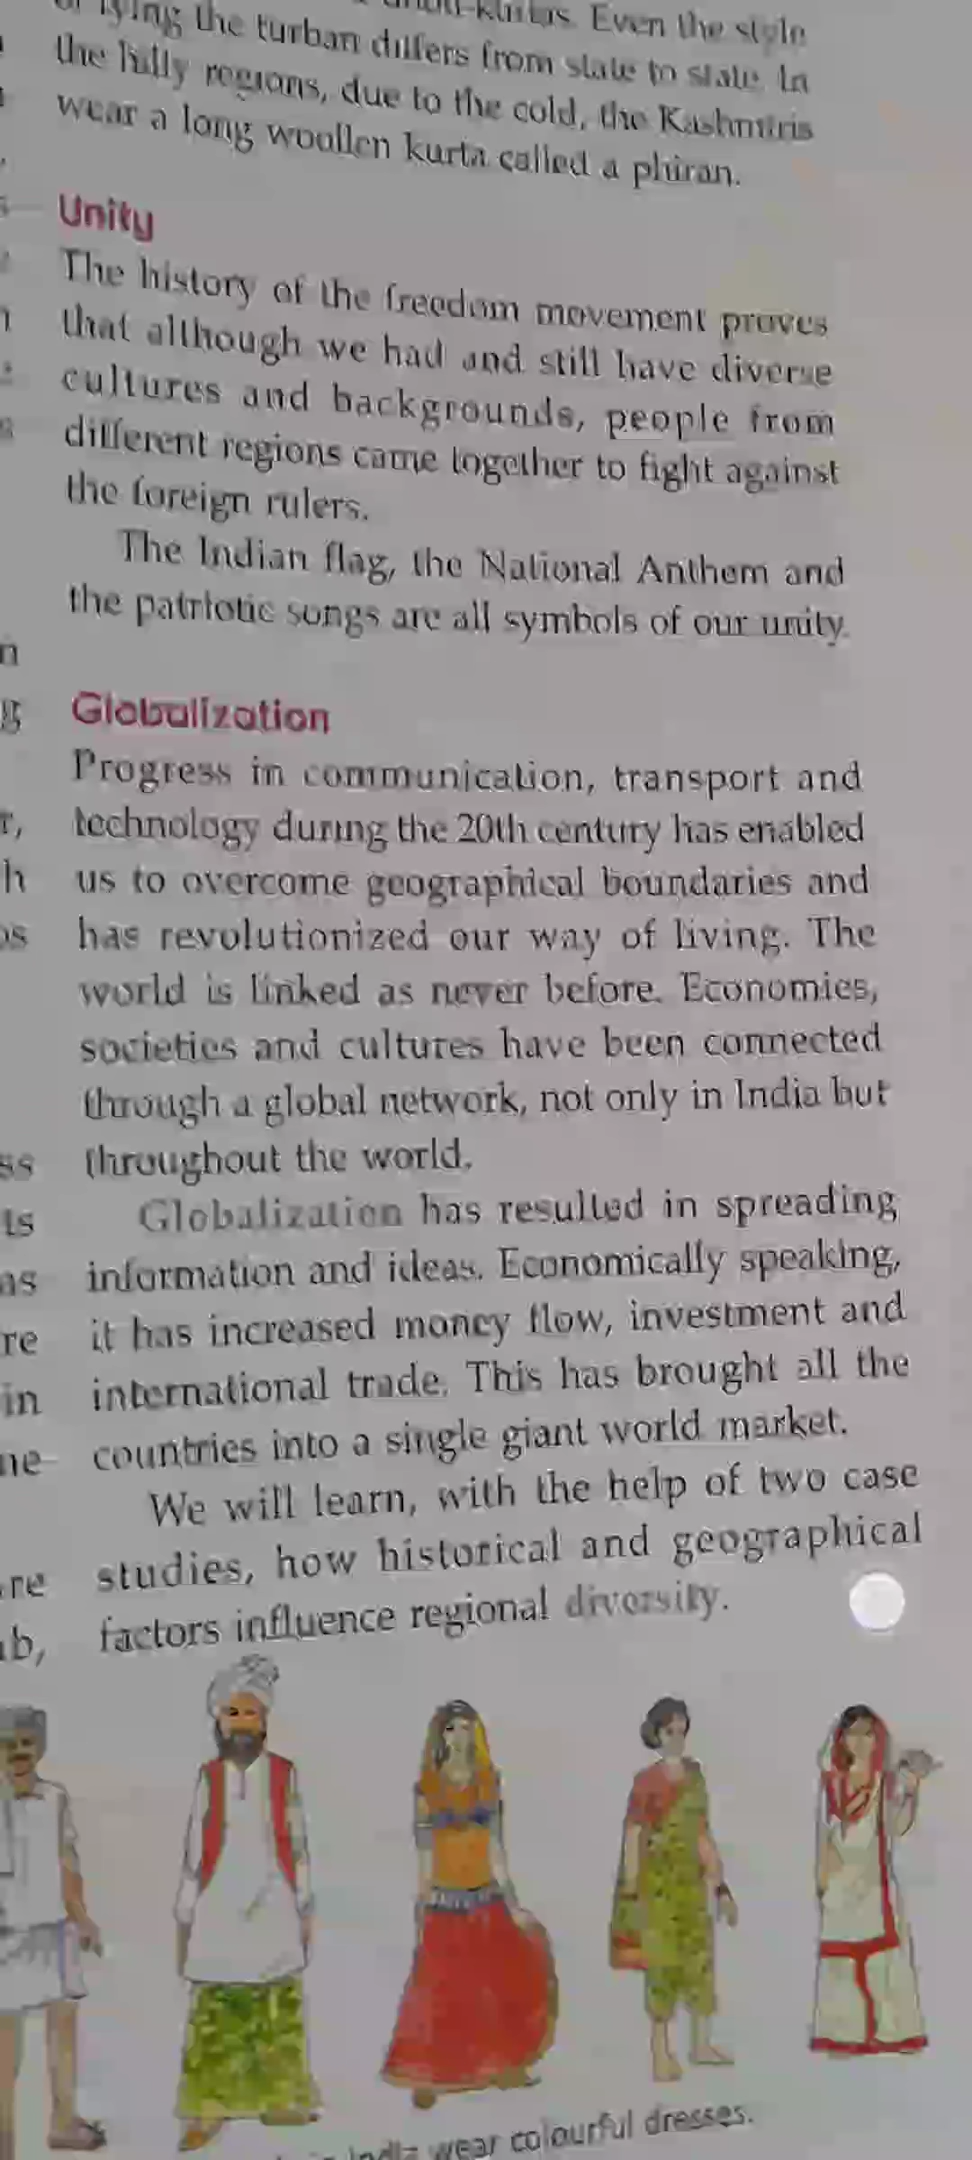 tying the turban differs from state to state. In
the hilly regions, due to the cold, the Kashmiris
wear a long woollen kurta called a phiran.
Unity
The history of the freedom movement proves
that although we had and still have diverse
cultures and backgrounds, people from
different regions came together to fight against
the foreign rulers.
The Indian flag, the National Anthem and
the patriotic songs are all symbols of our unity.
Globalization
Progress in communication, transport and
technology during the 20th century has enabled
us to overcome geographical boundaries and
has revolutionized our way of living. The
world is linked as never before. Economies,
societies and cultures have been connected
through a global network, not only in India but
throughout the world.
Globalization has resulted in spreading
information and ideas. Economically speaking,
it has increased money flow, investment and
international trade. This has brought all the
countries into a single giant world market.
We will learn, with the help of two case
studies, how historical and geographical
factors influence regional diversity.
India wear colourful dresses.